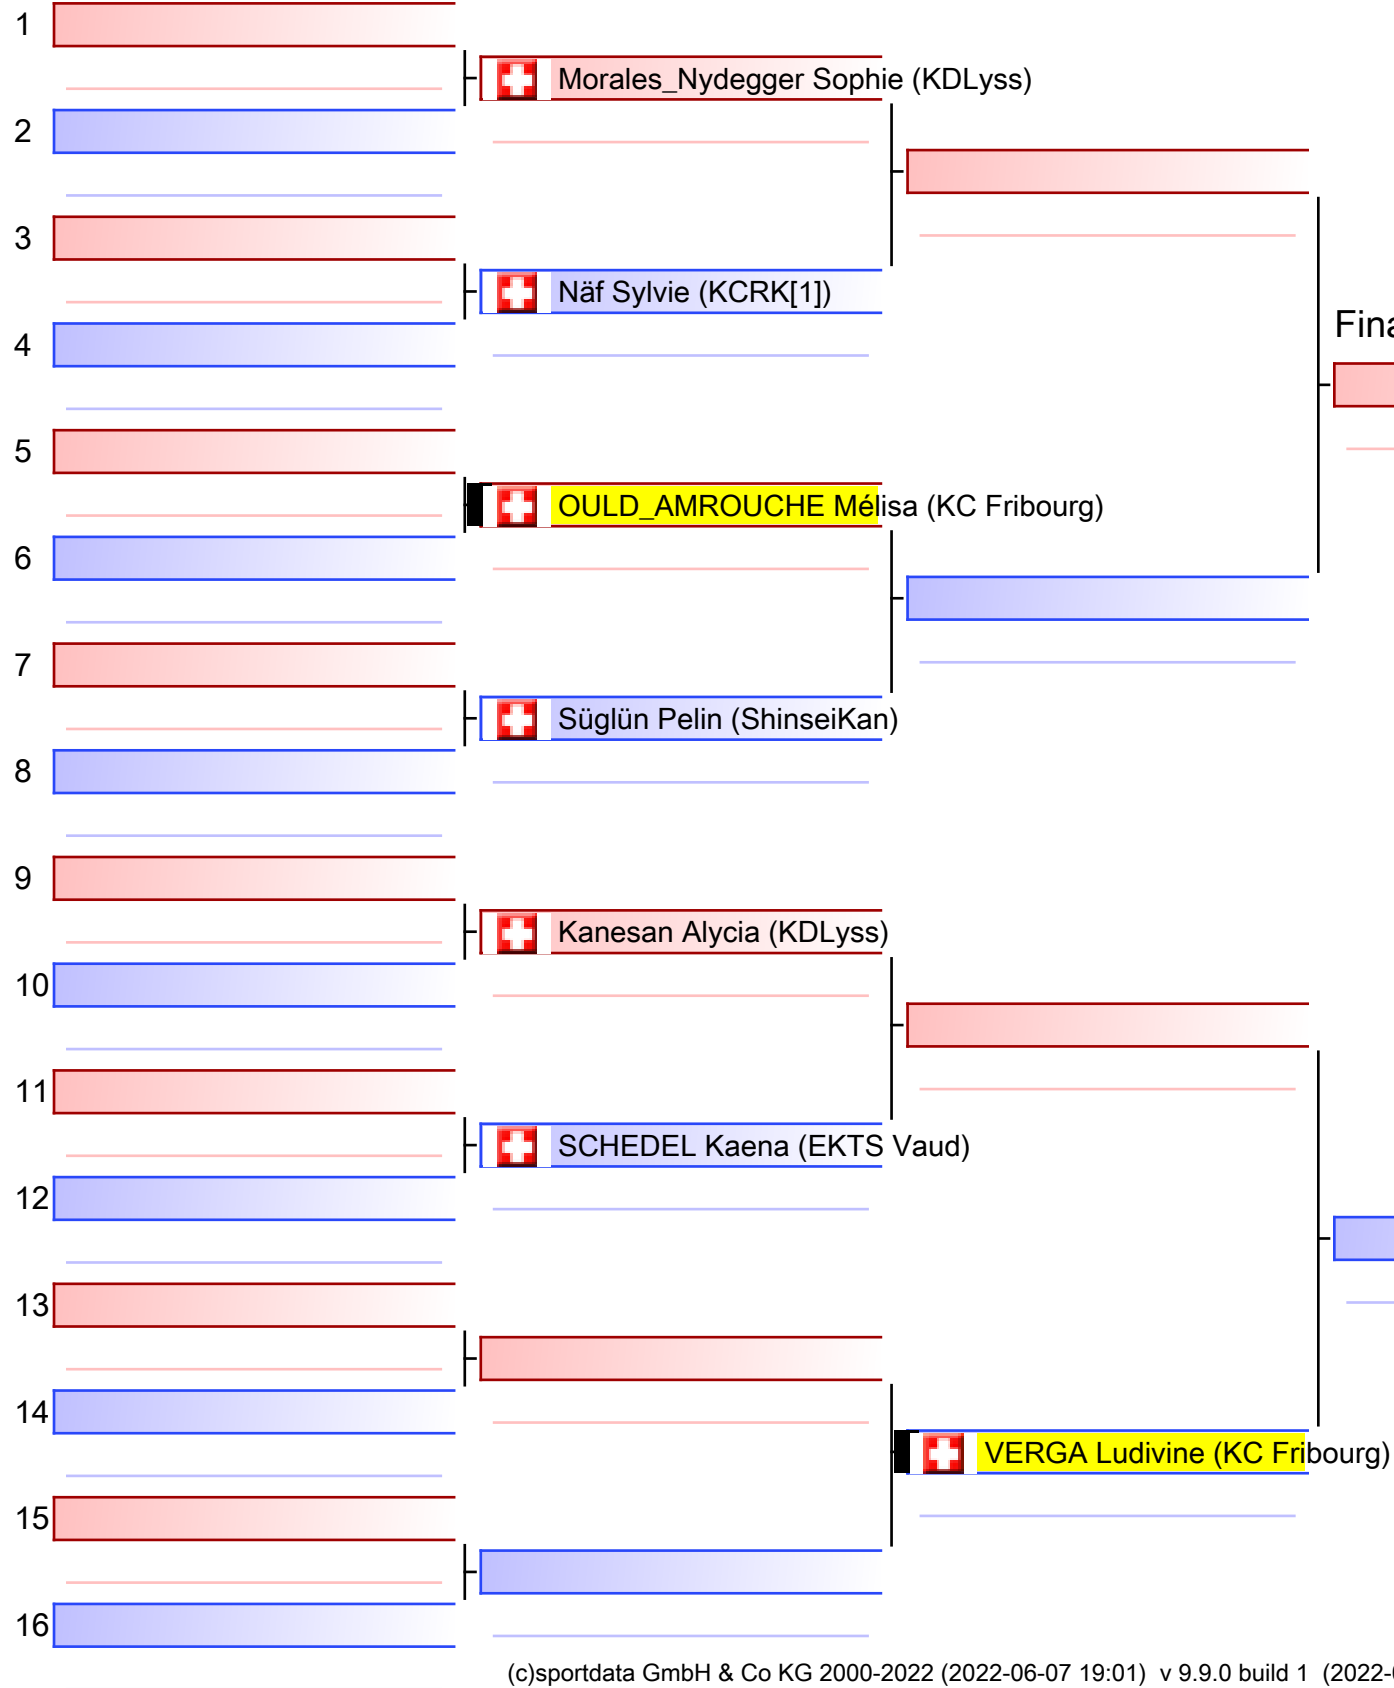 1
Morales_Nydegger Sophie (KDLyss)
2
3
Näf Sylvie (KCRK[1])
4
5
OULD_AMROUCHE Mélisa (KC Fribourg)
6
7
Süglün Pelin (ShinseiKan)
8
9
Kanesan Alycia (KDLyss)
10
11
SCHEDEL Kaena (EKTS Vaud)
12
13
14
VERGA Ludivine (KC Fribourg)
15
16
(c)sportdata GmbH & Co KG 2000-2022 (2022-06-07 19:01) v 9.9.0 build 1